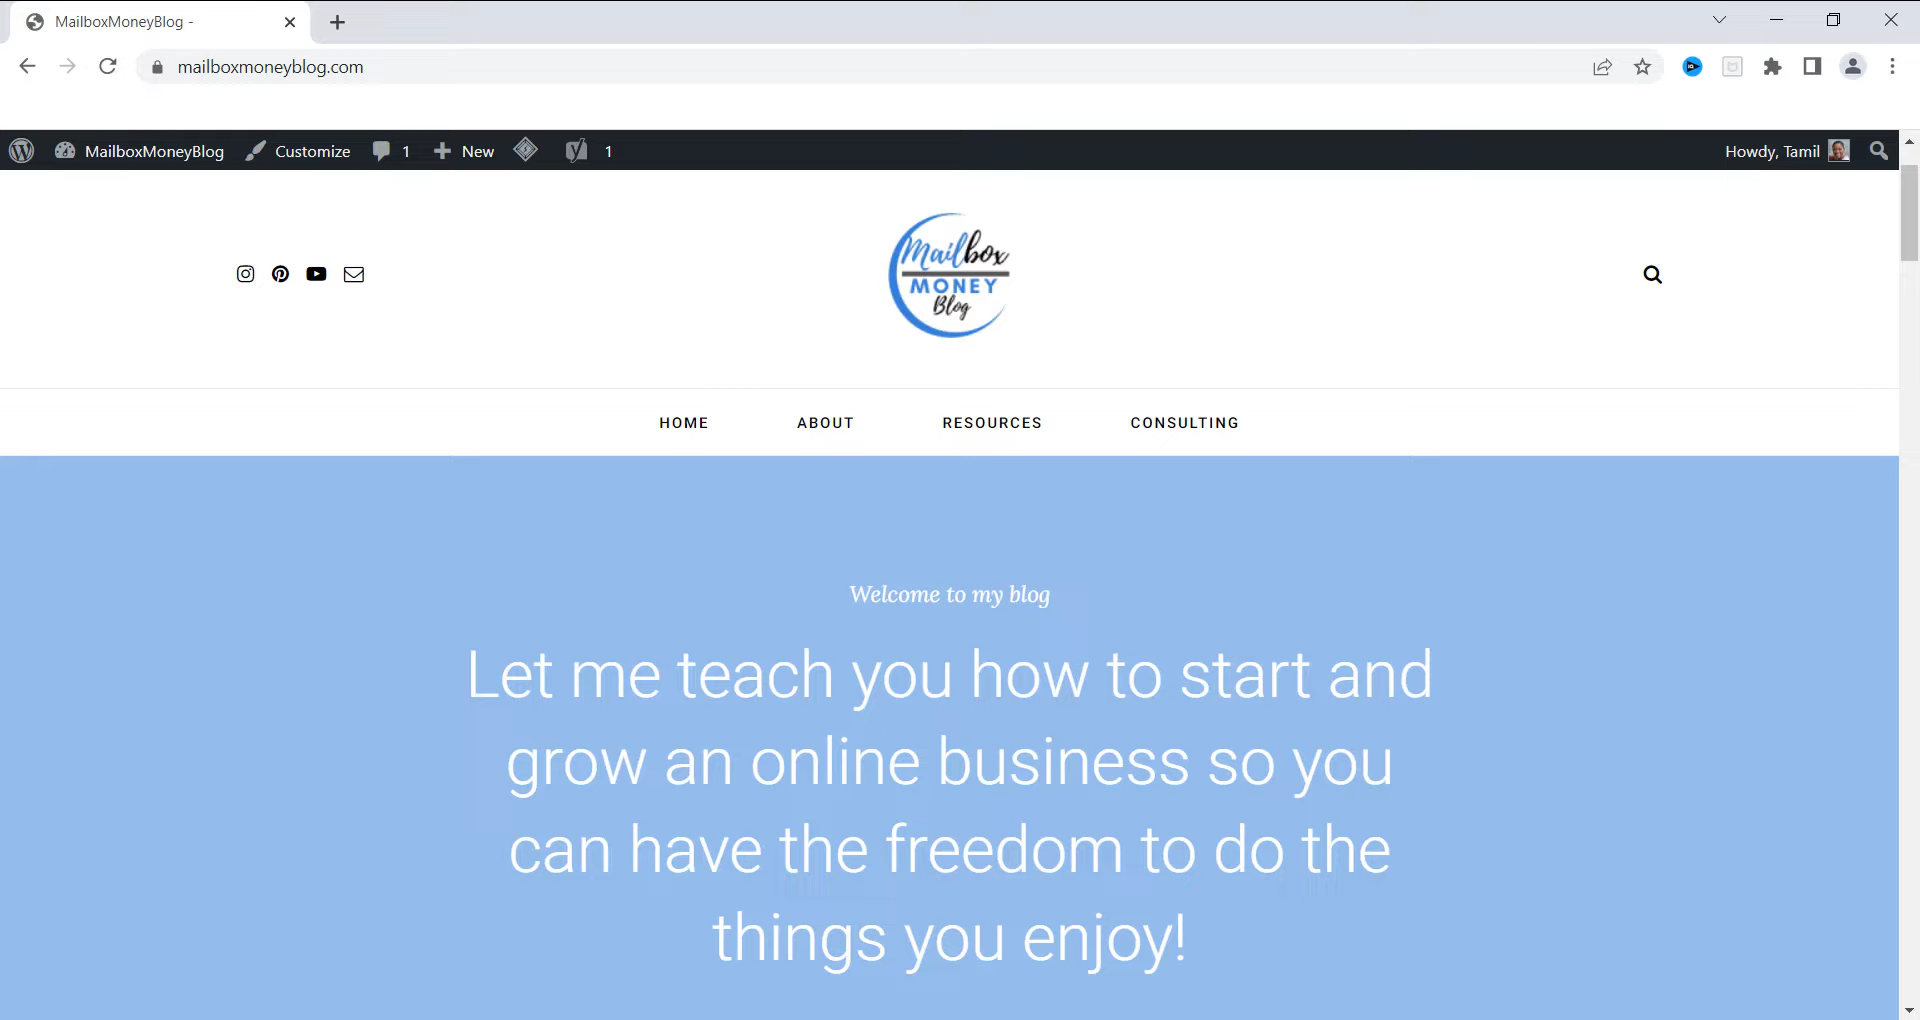 MailboxMoneyBlog -
mailboxmoneyblog.com
MailboxMoneyBlog Customize 1 New 1 Howdy, Tamil
Mailbox
MONEY
Blog
HOME ABOUT RESOURCES CONSULTING
Welcome to my blog
Let me teach you how to start and
grow an online business so you
can have the freedom to do the
things you enjoy!